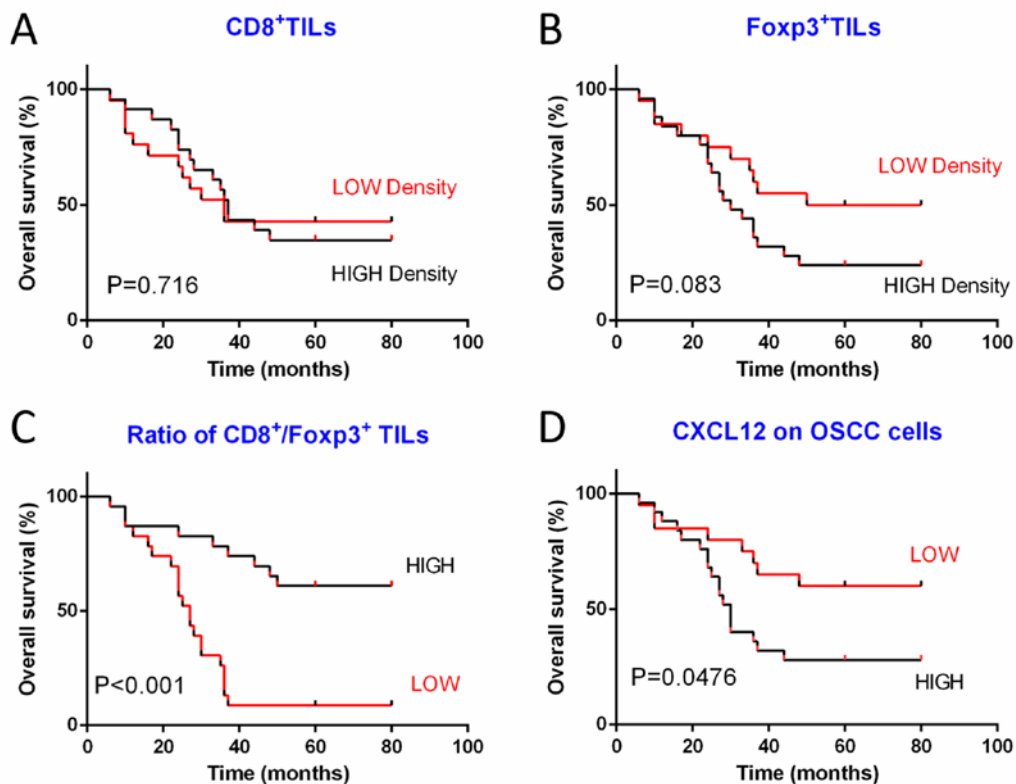 A
CD8⁺TILs
Overall survival (%)
100
50
0
LOW Density
HIGH Density
P=0.716
0 20 40 60 80 100
Time (months)
B
Foxp3⁺TILs
Overall survival (%)
100
50
0
LOW Density
HIGH Density
P=0.083
0 20 40 60 80 100
Time (months)
C
Ratio of CD8⁺/Foxp3⁺ TILs
Overall survival (%)
100
50
0
HIGH
LOW
P<0.001
0 20 40 60 80 100
Time (months)
D
CXCL12 on OSCC cells
Overall survival (%)
100
50
0
LOW
HIGH
P=0.0476
0 20 40 60 80 100
Time (months)